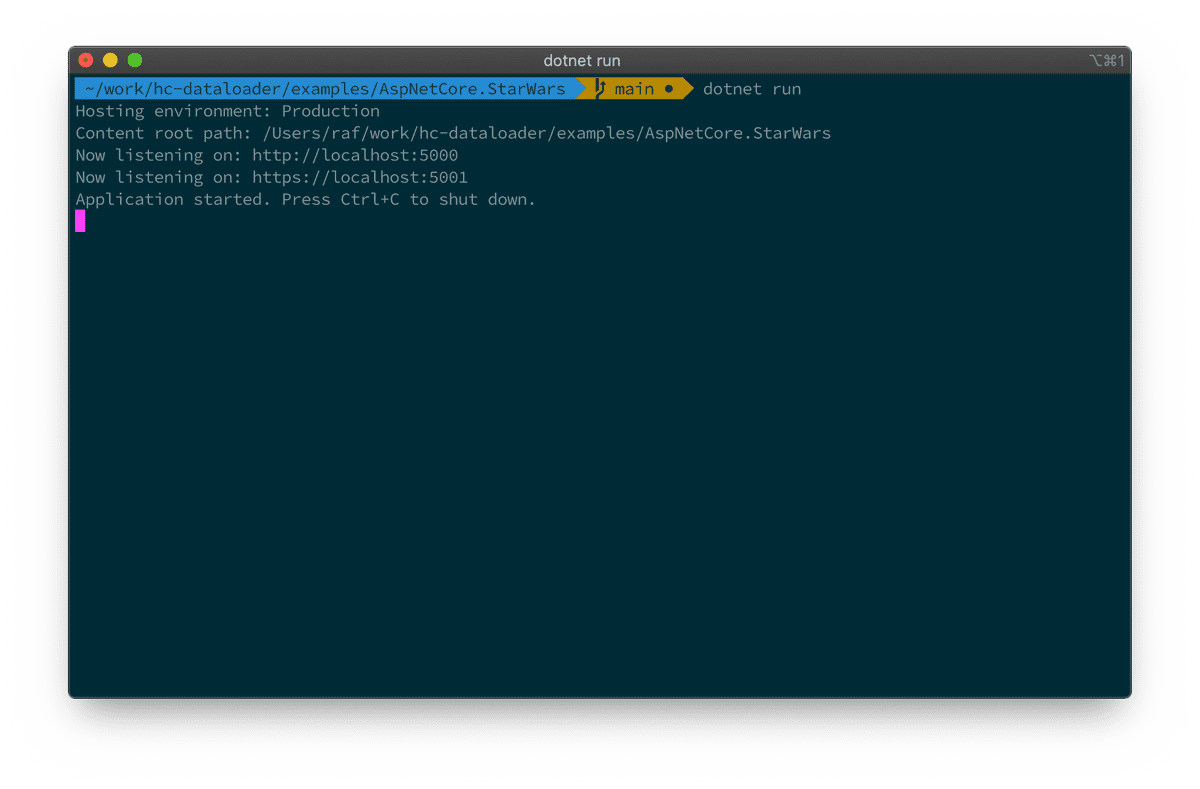 dotnet run
⌥⌘1
~/work/hc-dataloader/examples/AspNetCore.StarWars main ● dotnet run
Hosting environment: Production
Content root path: /Users/raf/work/hc-dataloader/examples/AspNetCore.StarWars
Now listening on: http://localhost:5000
Now listening on: https://localhost:5001
Application started. Press Ctrl+C to shut down.